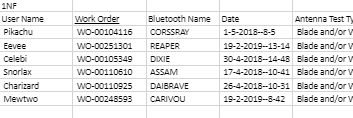 1NF
User Name Work Order Bluetooth Name Date Antenna Test Ty
Pikachu WO-00104116 CORSSRAY 1-5-2018--8-5 Blade and/or V
Eevee WO-00251301 REAPER 19-2-2019--13-14 Blade and/or V
Celebi WO-00105349 DIXIE 30-4-2018--14-48 Blade and/or V
Snorlax WO-00110610 ASSAM 17-4-2018--10-41 Blade and/or V
Charizard WO-00110925 DAIBRAVE 26-4-2018--10-31 Blade and/or V
Mewtwo WO-00248593 CARIVOU 19-2-2019--8-42 Blade and/or V